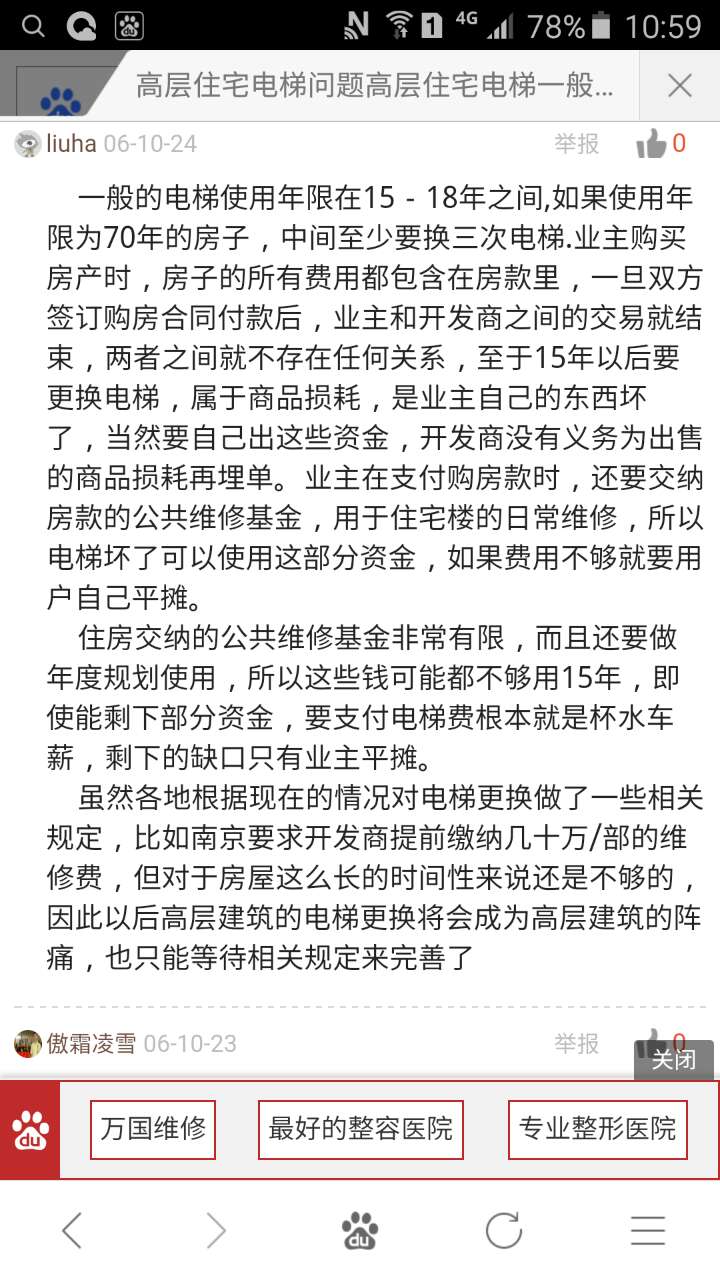 4G 78% 10:59
高层住宅电梯问题高层住宅电梯一般...
liuha 06-10-24 举报 0
一般的电梯使用年限在15－18年之间,如果使用年
限为70年的房子，中间至少要换三次电梯.业主购买
房产时，房子的所有费用都包含在房款里，一旦双方
签订购房合同付款后，业主和开发商之间的交易就结
束，两者之间就不存在任何关系，至于15年以后要
更换电梯，属于商品损耗，是业主自己的东西坏
了，当然要自己出这些资金，开发商没有义务为出售
的商品损耗再埋单。业主在支付购房款时，还要交纳
房款的公共维修基金，用于住宅楼的日常维修，所以
电梯坏了可以使用这部分资金，如果费用不够就要用
户自己平摊。
住房交纳的公共维修基金非常有限，而且还要做
年度规划使用，所以这些钱可能都不够用15年，即
使能剩下部分资金，要支付电梯费根本就是杯水车
薪，剩下的缺口只有业主平摊。
虽然各地根据现在的情况对电梯更换做了一些相关
规定，比如南京要求开发商提前缴纳几十万/部的维
修费，但对于房屋这么长的时间性来说还是不够的，
因此以后高层建筑的电梯更换将会成为高层建筑的阵
痛，也只能等待相关规定来完善了
傲霜凌雪 06-10-23 举报 0
关闭
du 万国维修 最好的整容医院 专业整形医院
du